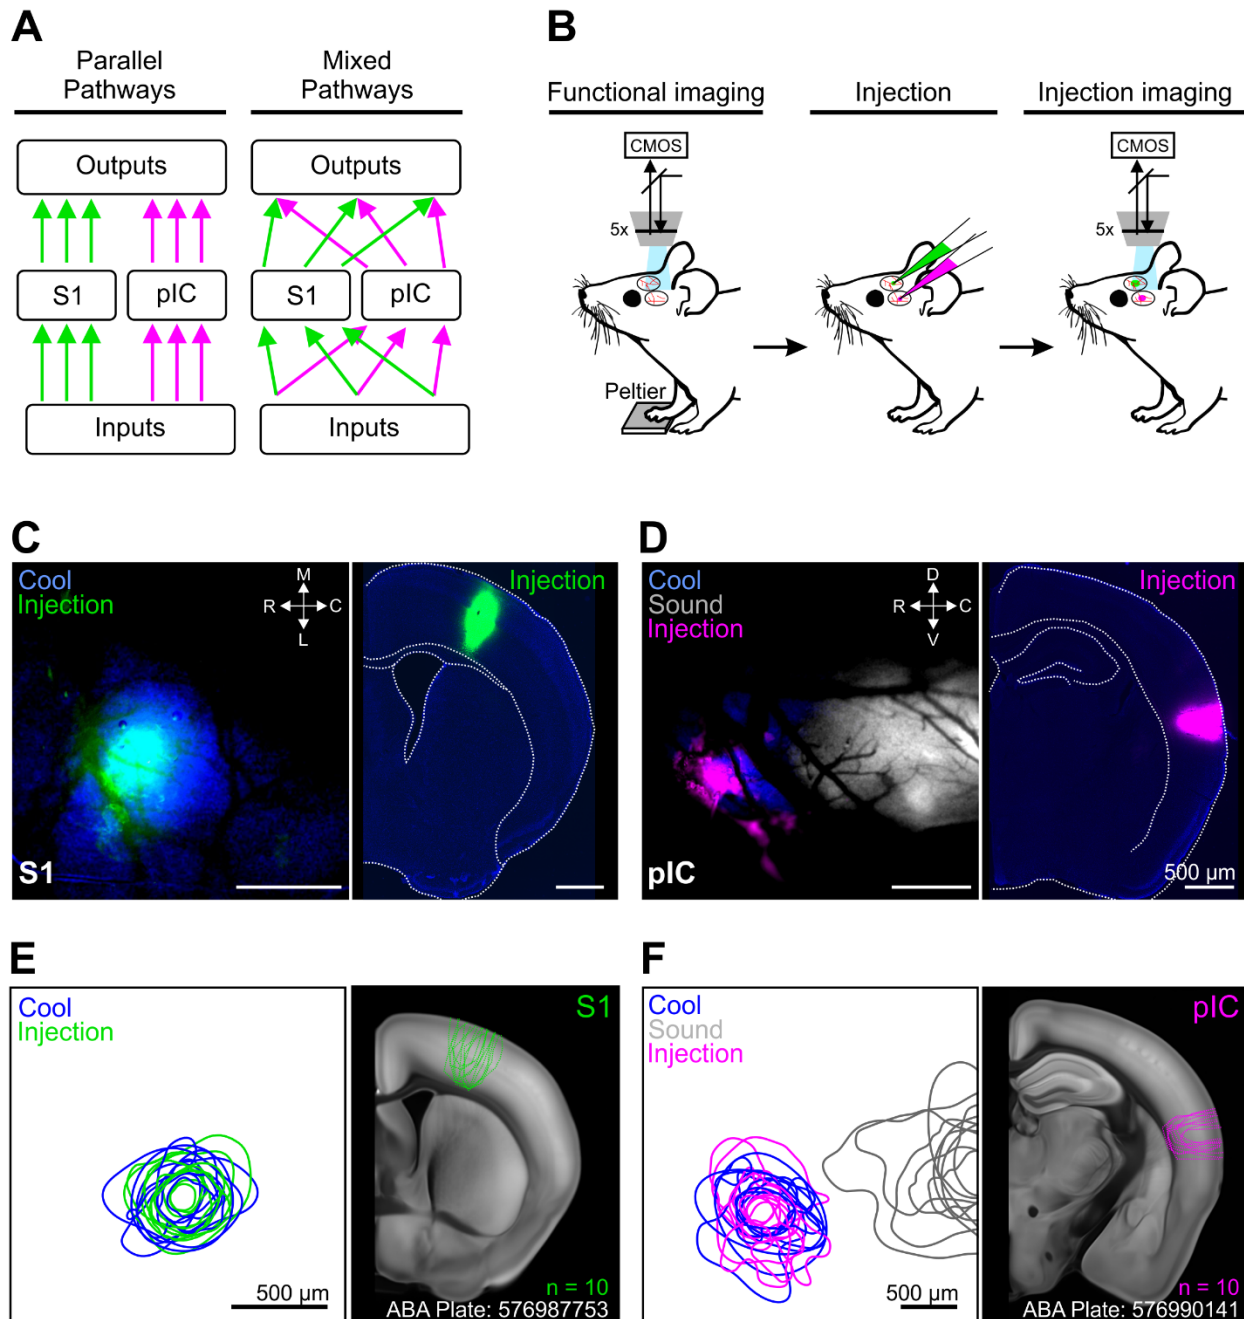 A
Parallel
Pathways
Mixed
Pathways
Outputs
Outputs
S1
pIC
S1
pIC
Inputs
Inputs
B
Functional imaging
Injection
Injection imaging
CMOS
CMOS
5x
5x
Peltier
C
Cool
Injection
M
R
C
L
S1
Injection
D
Cool
Sound
Injection
D
R
C
V
pIC
Injection
500 µm
E
Cool
Injection
500 µm
S1
n = 10
ABA Plate: 576987753
F
Cool
Sound
Injection
500 µm
pIC
n = 10
ABA Plate: 576990141